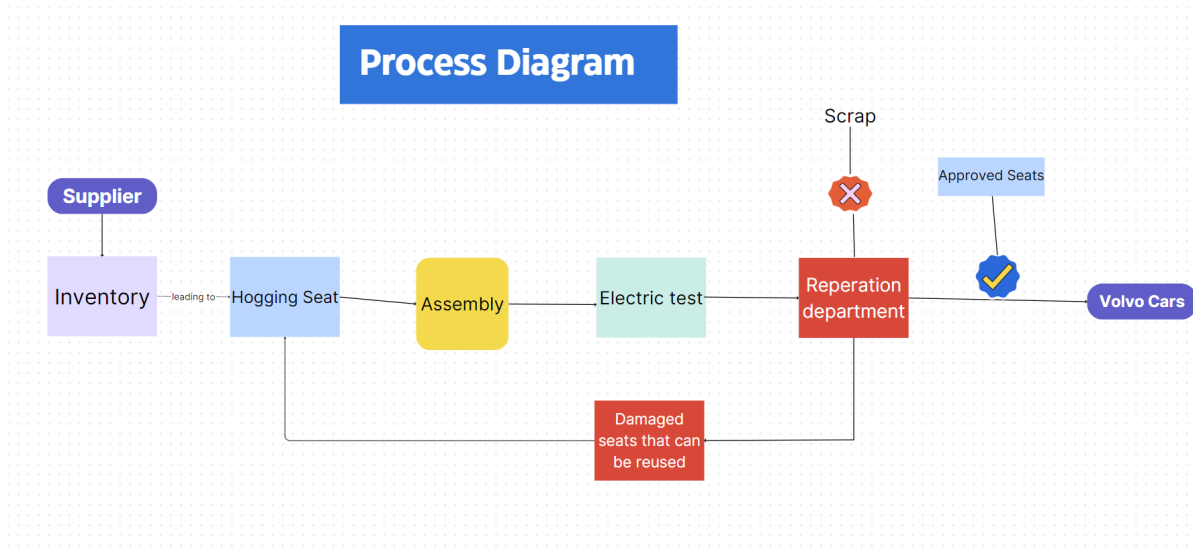 Process Diagram
Scrap
Approved Seats
Supplier
Inventory
leading to
Hogging Seat
Assembly
Electric test
Reperation
department
Volvo Cars
Damaged
seats that can
be reused